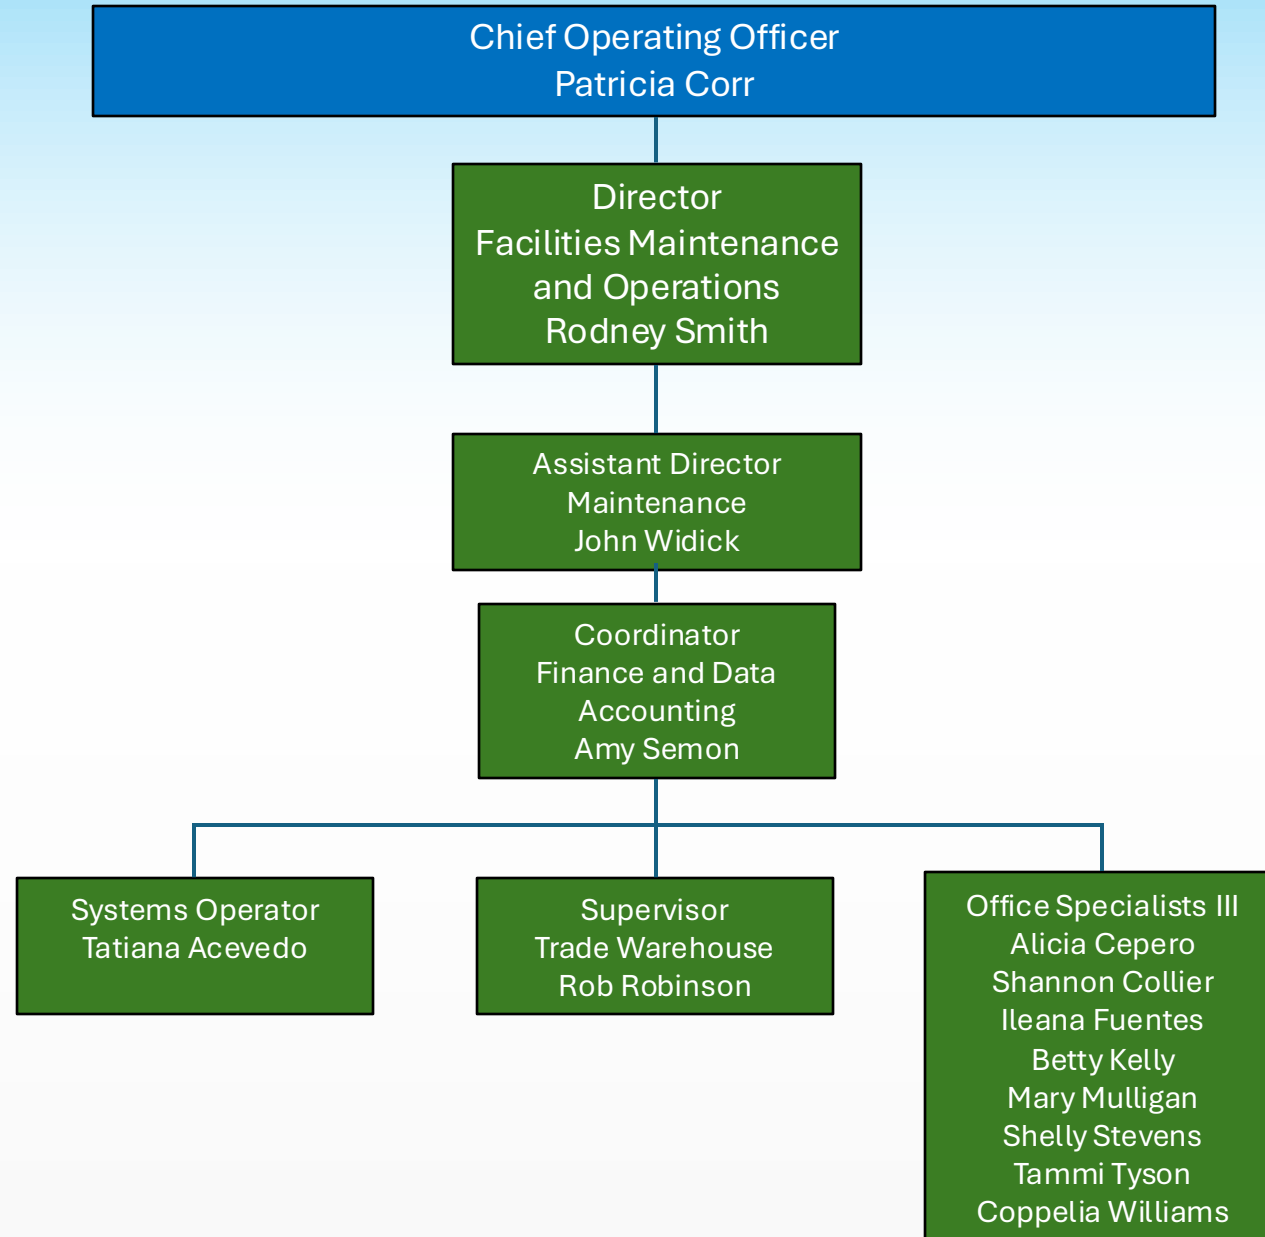 Chief Operating Officer
Patricia Corr
Director
Facilities Maintenance
and Operations
Rodney Smith
Assistant Director
Maintenance
John Widick
Coordinator
Finance and Data
Accounting
Amy Semon
Systems Operator
Tatiana Acevedo
Supervisor
Trade Warehouse
Rob Robinson
Office Specialists III
Alicia Cepero
Shannon Collier
Ileana Fuentes
Betty Kelly
Mary Mulligan
Shelly Stevens
Tammi Tyson
Coppelia Williams